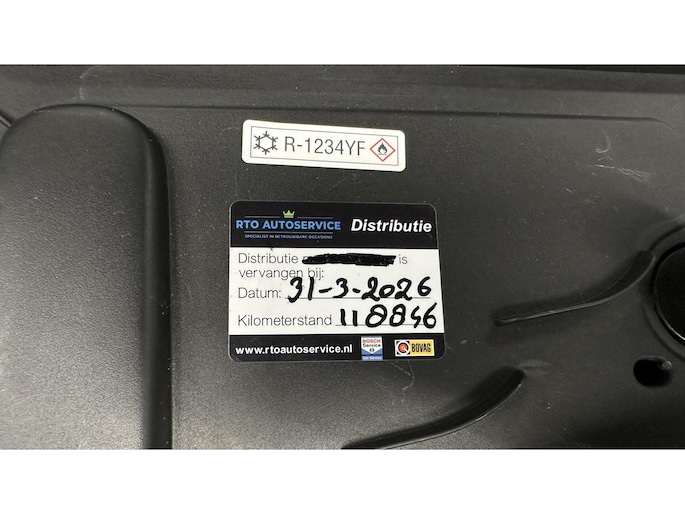 R-1234YF
RTO AUTOSERVICE
SPECIALIST IN BETROUWBARE OCCASIONS
Distributie
Distributie is
vervangen bij:
Datum: 31-3-2026
Kilometerstand 118846
www.rtoautoservice.nl
BOSCH
Service
BOVAG